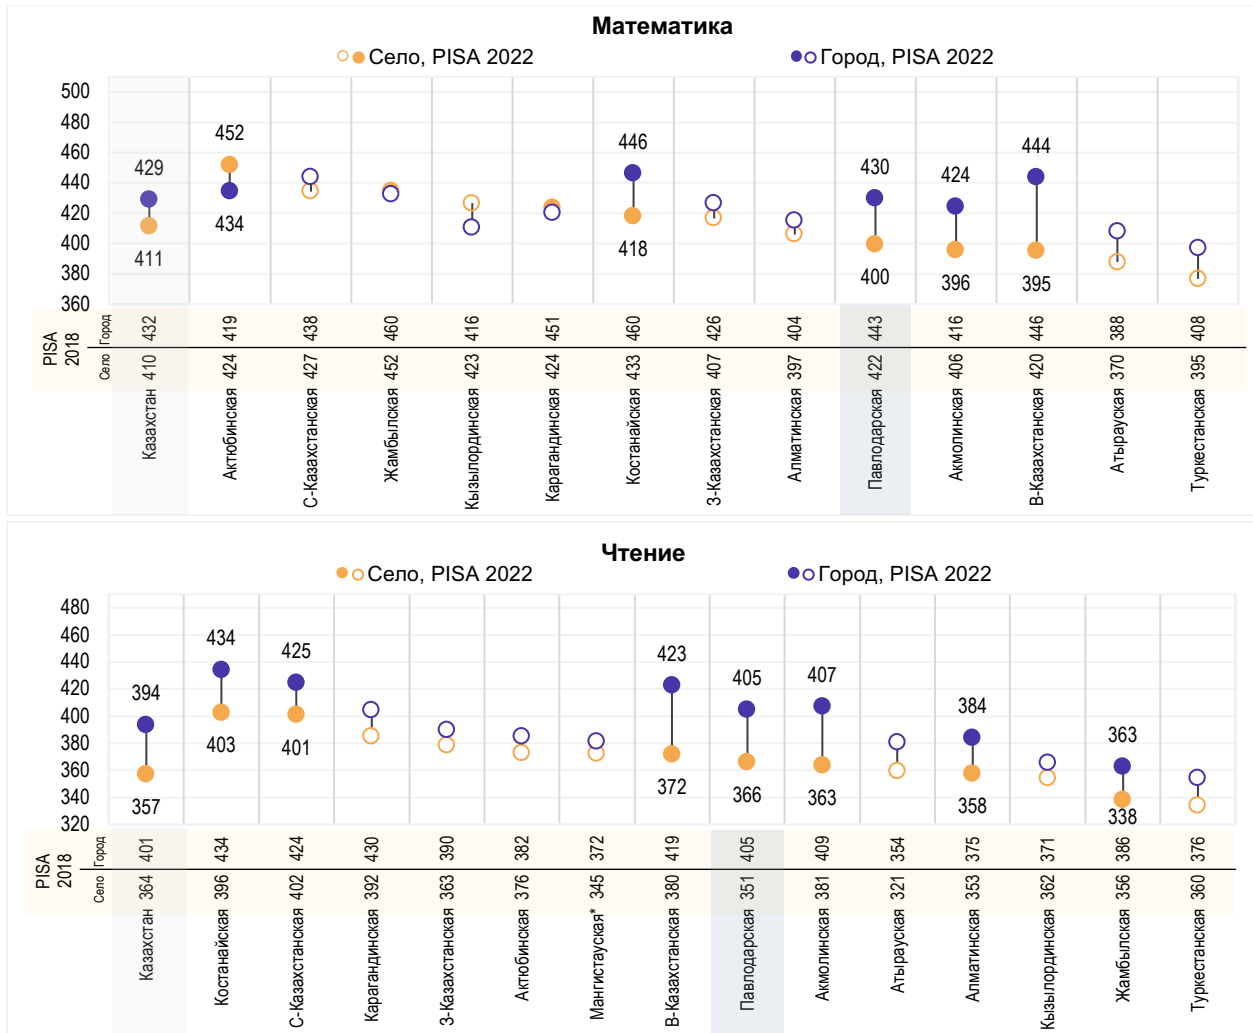 Математика
Село, PISA 2022
Город, PISA 2022
500
480
460
440
420
400
380
360
429
411
452
434
446
418
430
400
424
396
444
395
PISA 2018
Город 432 419 438 460 416 451 460 426 404 443 416 446 388 408
Село 410 424 427 452 423 424 433 407 397 422 406 420 370 395
Казахстан
Актюбинская
С-Казахстанская
Жамбылская
Кызылординская
Карагандинская
Костанайская
З-Казахстанская
Алматинская
Павлодарская
Акмолинская
В-Казахстанская
Атырауская
Туркестанская
Чтение
Село, PISA 2022
Город, PISA 2022
480
460
440
420
400
380
360
340
320
394
357
434
403
425
401
423
372
405
366
407
363
384
358
363
338
PISA 2018
Город 401 434 424 430 390 382 372 419 405 409 354 375 371 386 376
Село 364 396 402 392 363 376 345 380 351 381 321 353 362 356 360
Казахстан
Костанайская
С-Казахстанская
Карагандинская
З-Казахстанская
Актюбинская
Мангистауская*
В-Казахстанская
Павлодарская
Акмолинская
Атырауская
Алматинская
Кызылординская
Жамбылская
Туркестанская